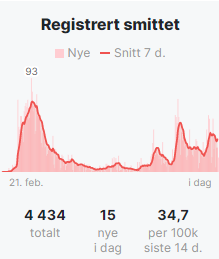 Registrert smittet
Nye Snitt 7 d.
93
21. feb. i dag
4 434 15 34,7
totalt nye per 100k
i dag siste 14 d.